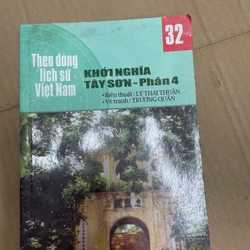 32
Theo dòng
lịch sử
Việt Nam
KHỞI NGHĨA
TÂY SƠN - Phần 4
• Biên thuật : LÝ THÁI THUẬN
• Vẽ tranh : TRƯƠNG QUÂN